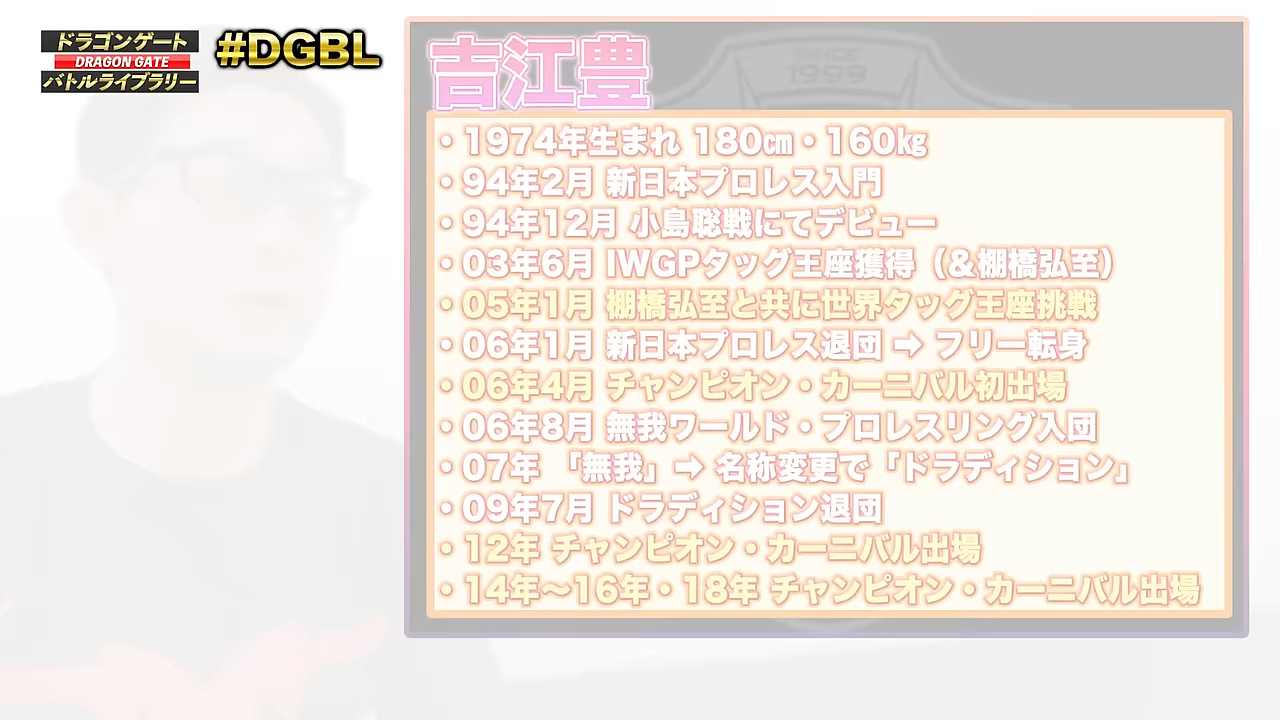 ドラゴンゲート
DRAGON GATE
バトルライブラリー
#DGBL
吉江豊
1999
・1974年生まれ 180㎝・160㎏
・94年2月 新日本プロレス入門
・94年12月 小島聡戦にてデビュー
・03年6月 IWGPタッグ王座獲得（&棚橋弘至）
・05年1月 棚橋弘至と共に世界タッグ王座挑戦
・06年1月 新日本プロレス退団 ➡ フリー転身
・06年4月 チャンピオン・カーニバル初出場
・06年8月 無我ワールド・プロレスリング入団
・07年 「無我」➡ 名称変更で「ドラディション」
・09年7月 ドラディション退団
・12年 チャンピオン・カーニバル出場
・14年〜16年・18年 チャンピオン・カーニバル出場